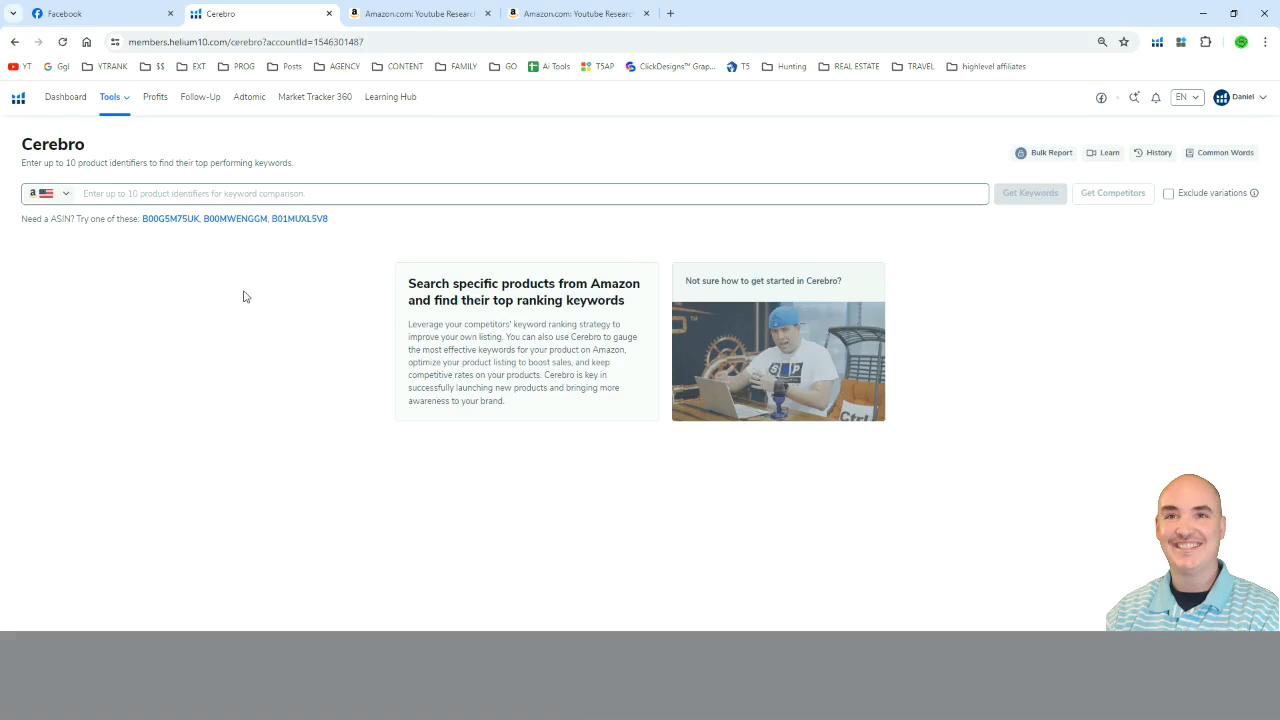 Facebook
Cerebro
Amazon.com: Youtube Researc
Amazon.com: Youtube Researc
members.helium10.com/cerebro?accountId=1546301487
YT
Ggl
YTRANK
$$
EXT
PROG
Posts
AGENCY
CONTENT
FAMILY
GO
Ai Tools
T5AP
ClickDesigns™ Grap...
T5
Hunting
REAL ESTATE
TRAVEL
highlevel affiliates
Dashboard
Tools
Profits
Follow-Up
Adtomic
Market Tracker 360
Learning Hub
EN
Daniel
Cerebro
Enter up to 10 product identifiers to find their top performing keywords.
Bulk Report
Learn
History
Common Words
Enter up to 10 product identifiers for keyword comparison.
Get Keywords
Get Competitors
Exclude variations
Need a ASIN? Try one of these: B00G5M75UK, B00MWENGGM, B01MUXL5V8
Search specific products from Amazon
and find their top ranking keywords
Leverage your competitors' keyword ranking strategy to
improve your own listing. You can also use Cerebro to gauge
the most effective keywords for your product on Amazon,
optimize your product listing to boost sales, and keep
competitive rates on your products. Cerebro is key in
successfully launching new products and bringing more
awareness to your brand.
Not sure how to get started in Cerebro?
Ctrl